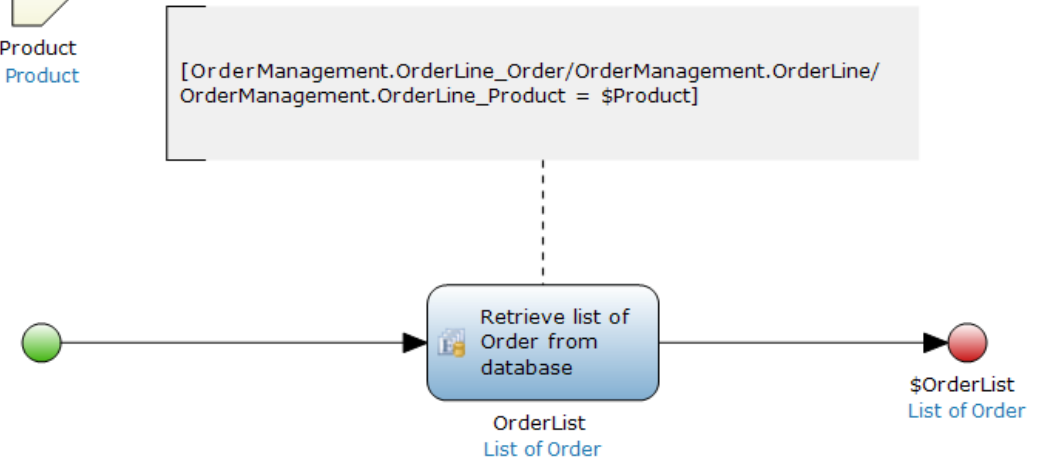 Product
Product
[OrderManagement.OrderLine_Order/OrderManagement.OrderLine/
OrderManagement.OrderLine_Product = $Product]
Retrieve list of
Order from
database
OrderList
List of Order
$OrderList
List of Order